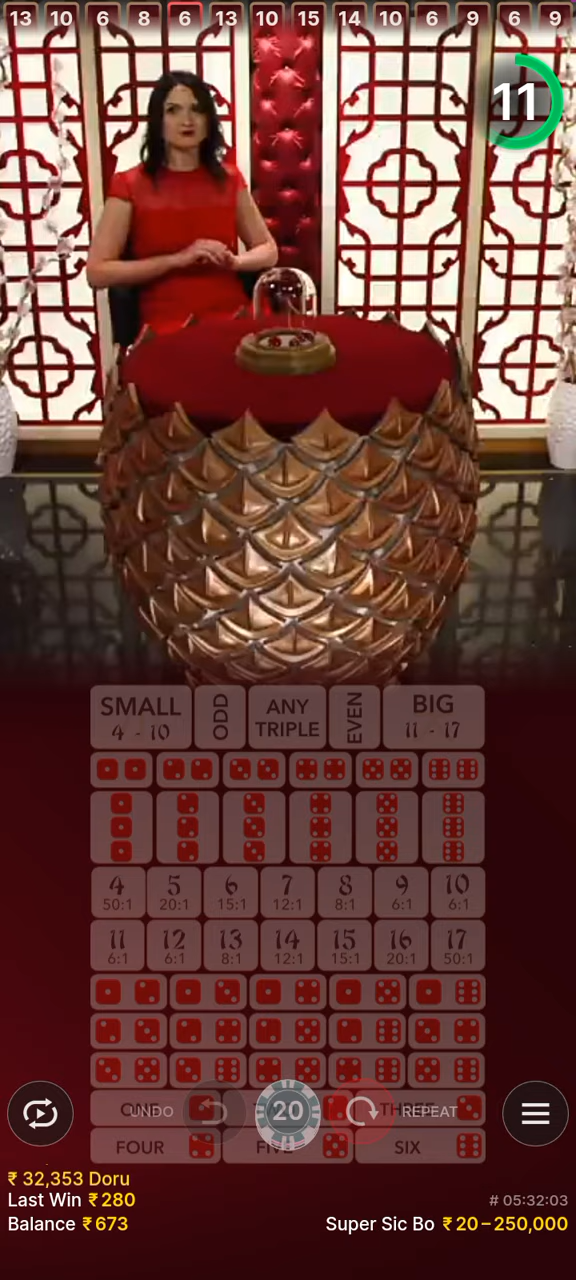 13 10 6 8 6 13 10 15 14 10 6 9 6 9
11
SMALL ODD ANY TRIPLE EVEN BIG
4 - 10 11 - 17
4 5 6 7 8 9 10
50:1 20:1 15:1 12:1 8:1 6:1 6:1
11 12 13 14 15 16 17
6:1 6:1 8:1 12:1 15:1 20:1 50:1
ONE THREE
UNDO 20 REPEAT
FOUR FIVE SIX
₹ 32,353 Doru
Last Win ₹ 280 # 05:32:03
Balance ₹ 673 Super Sic Bo ₹ 20 – 250,000